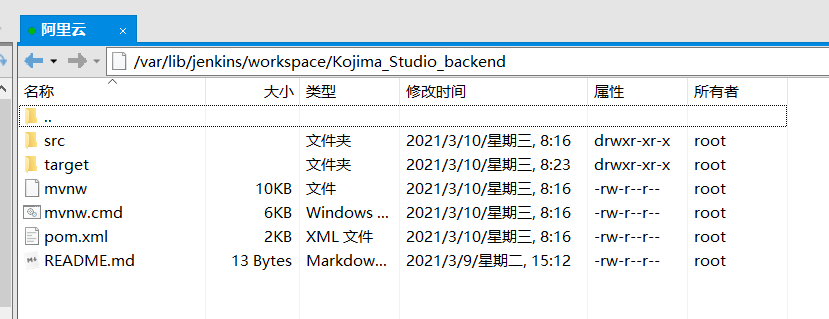 阿里云 ×
/var/lib/jenkins/workspace/Kojima_Studio_backend
名称 大小 类型 修改时间 属性 所有者
..
src 文件夹 2021/3/10/星期三, 8:16 drwxr-xr-x root
target 文件夹 2021/3/10/星期三, 8:23 drwxr-xr-x root
mvnw 10KB 文件 2021/3/10/星期三, 8:16 -rw-r--r-- root
mvnw.cmd 6KB Windows ... 2021/3/10/星期三, 8:16 -rw-r--r-- root
pom.xml 2KB XML 文件 2021/3/10/星期三, 8:16 -rw-r--r-- root
README.md 13 Bytes Markdow... 2021/3/9/星期二, 15:12 -rw-r--r-- root